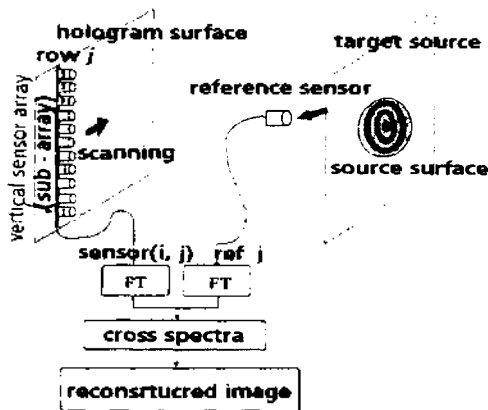 hologram surface
row j
target source
reference sensor
vertical sensor array
(sub - array)
scanning
source surface
sensor(i, j) ref j
FT FT
cross spectra
reconsrtucred image